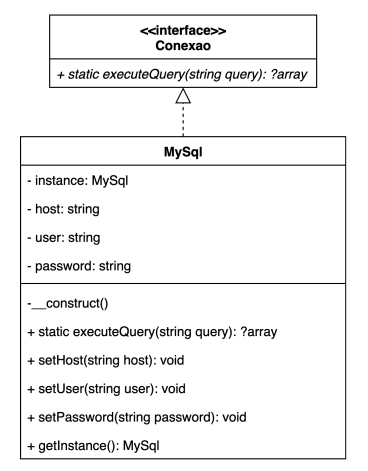 <<interface>>
Conexao
+ static executeQuery(string query): ?array
MySql
- instance: MySql
- host: string
- user: string
- password: string
-__construct()
+ static executeQuery(string query): ?array
+ setHost(string host): void
+ setUser(string user): void
+ setPassword(string password): void
+ getInstance(): MySql